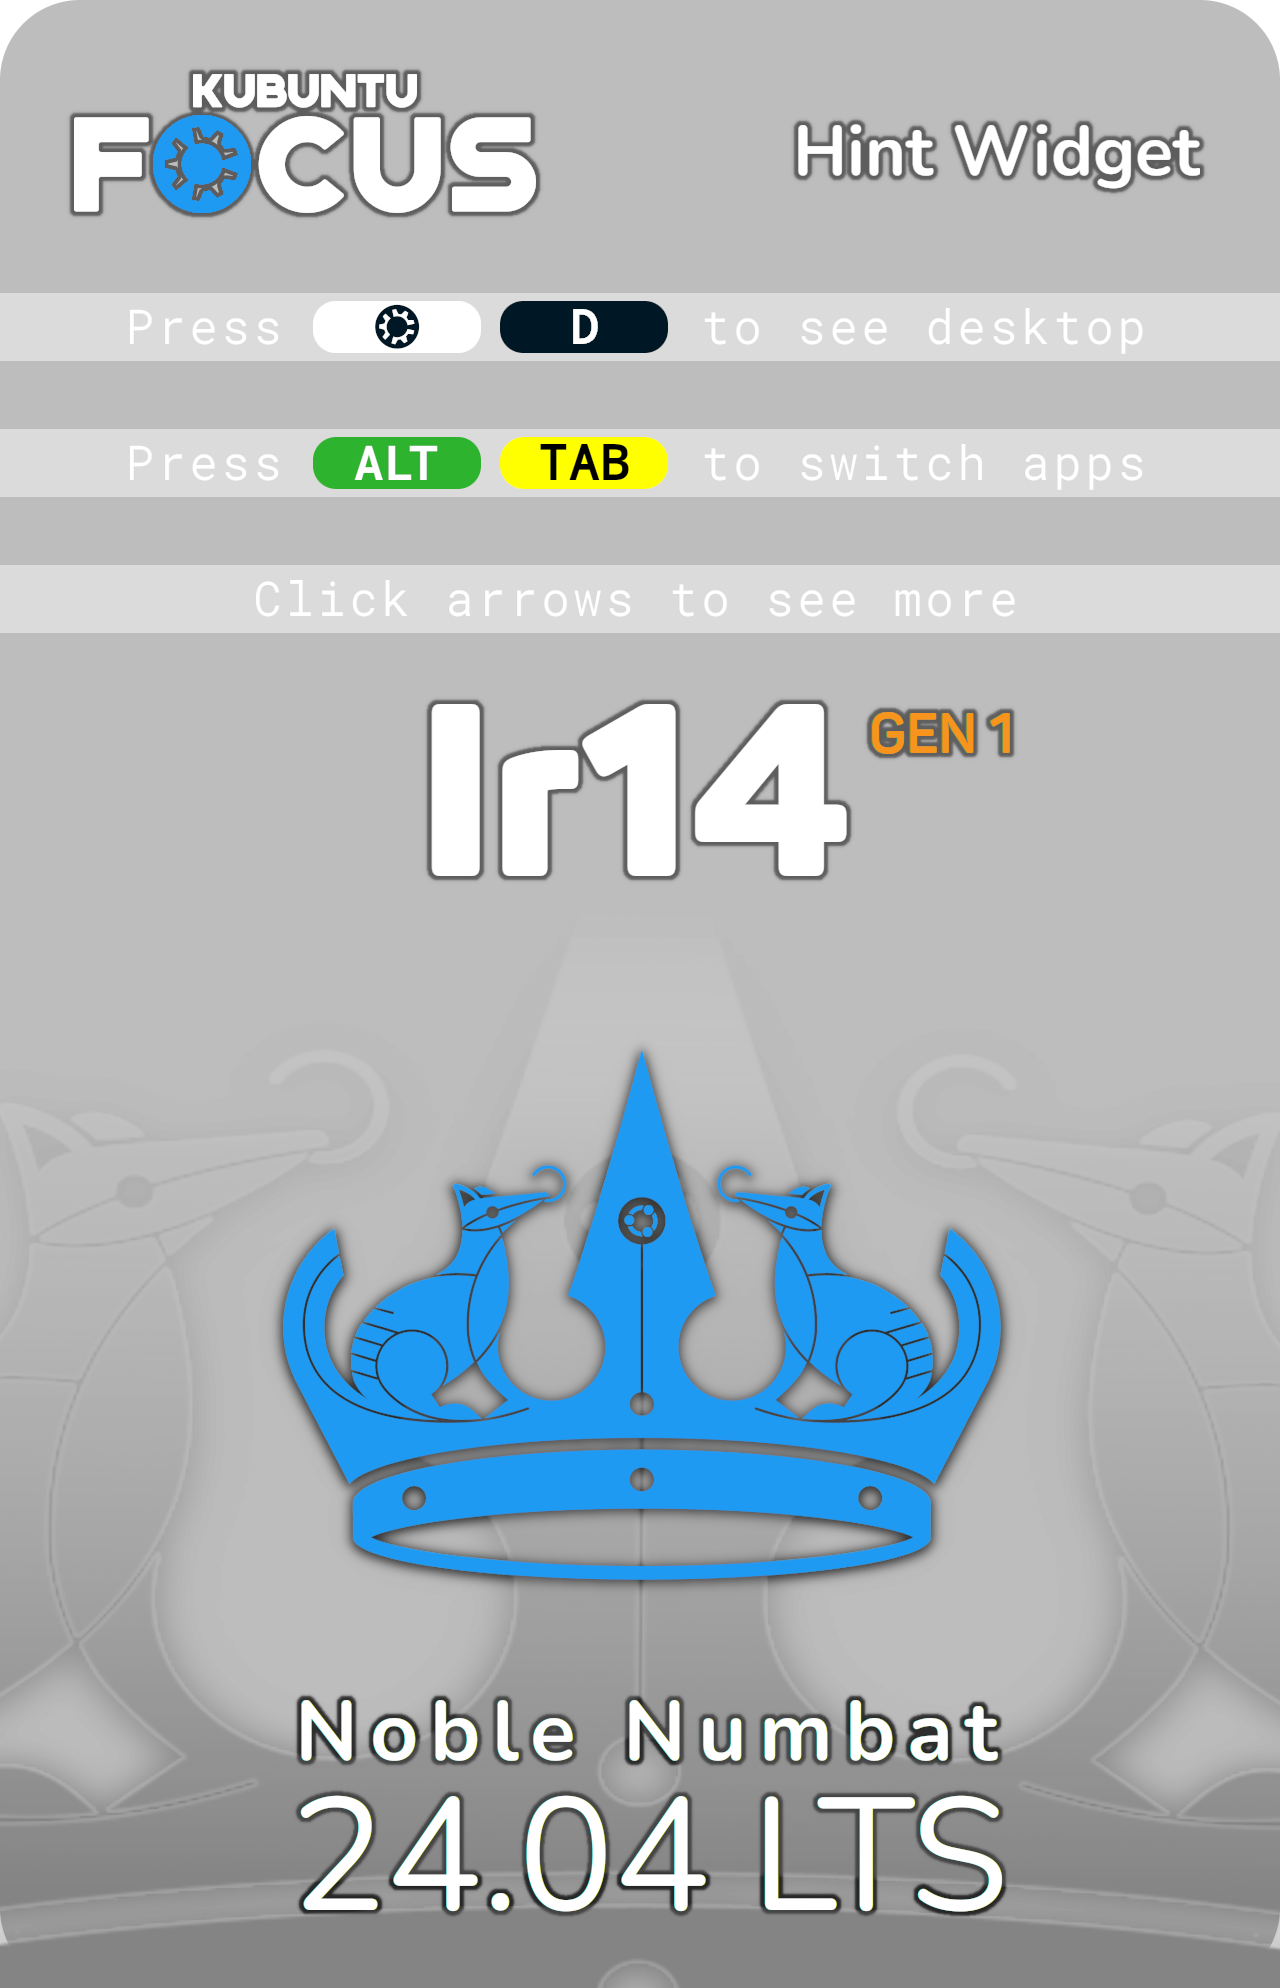 KUBUNTU
FOCUS
Hint Widget
Press D to see desktop
Press ALT TAB to switch apps
Click arrows to see more
Ir14 GEN 1
Noble Numbat
24.04 LTS